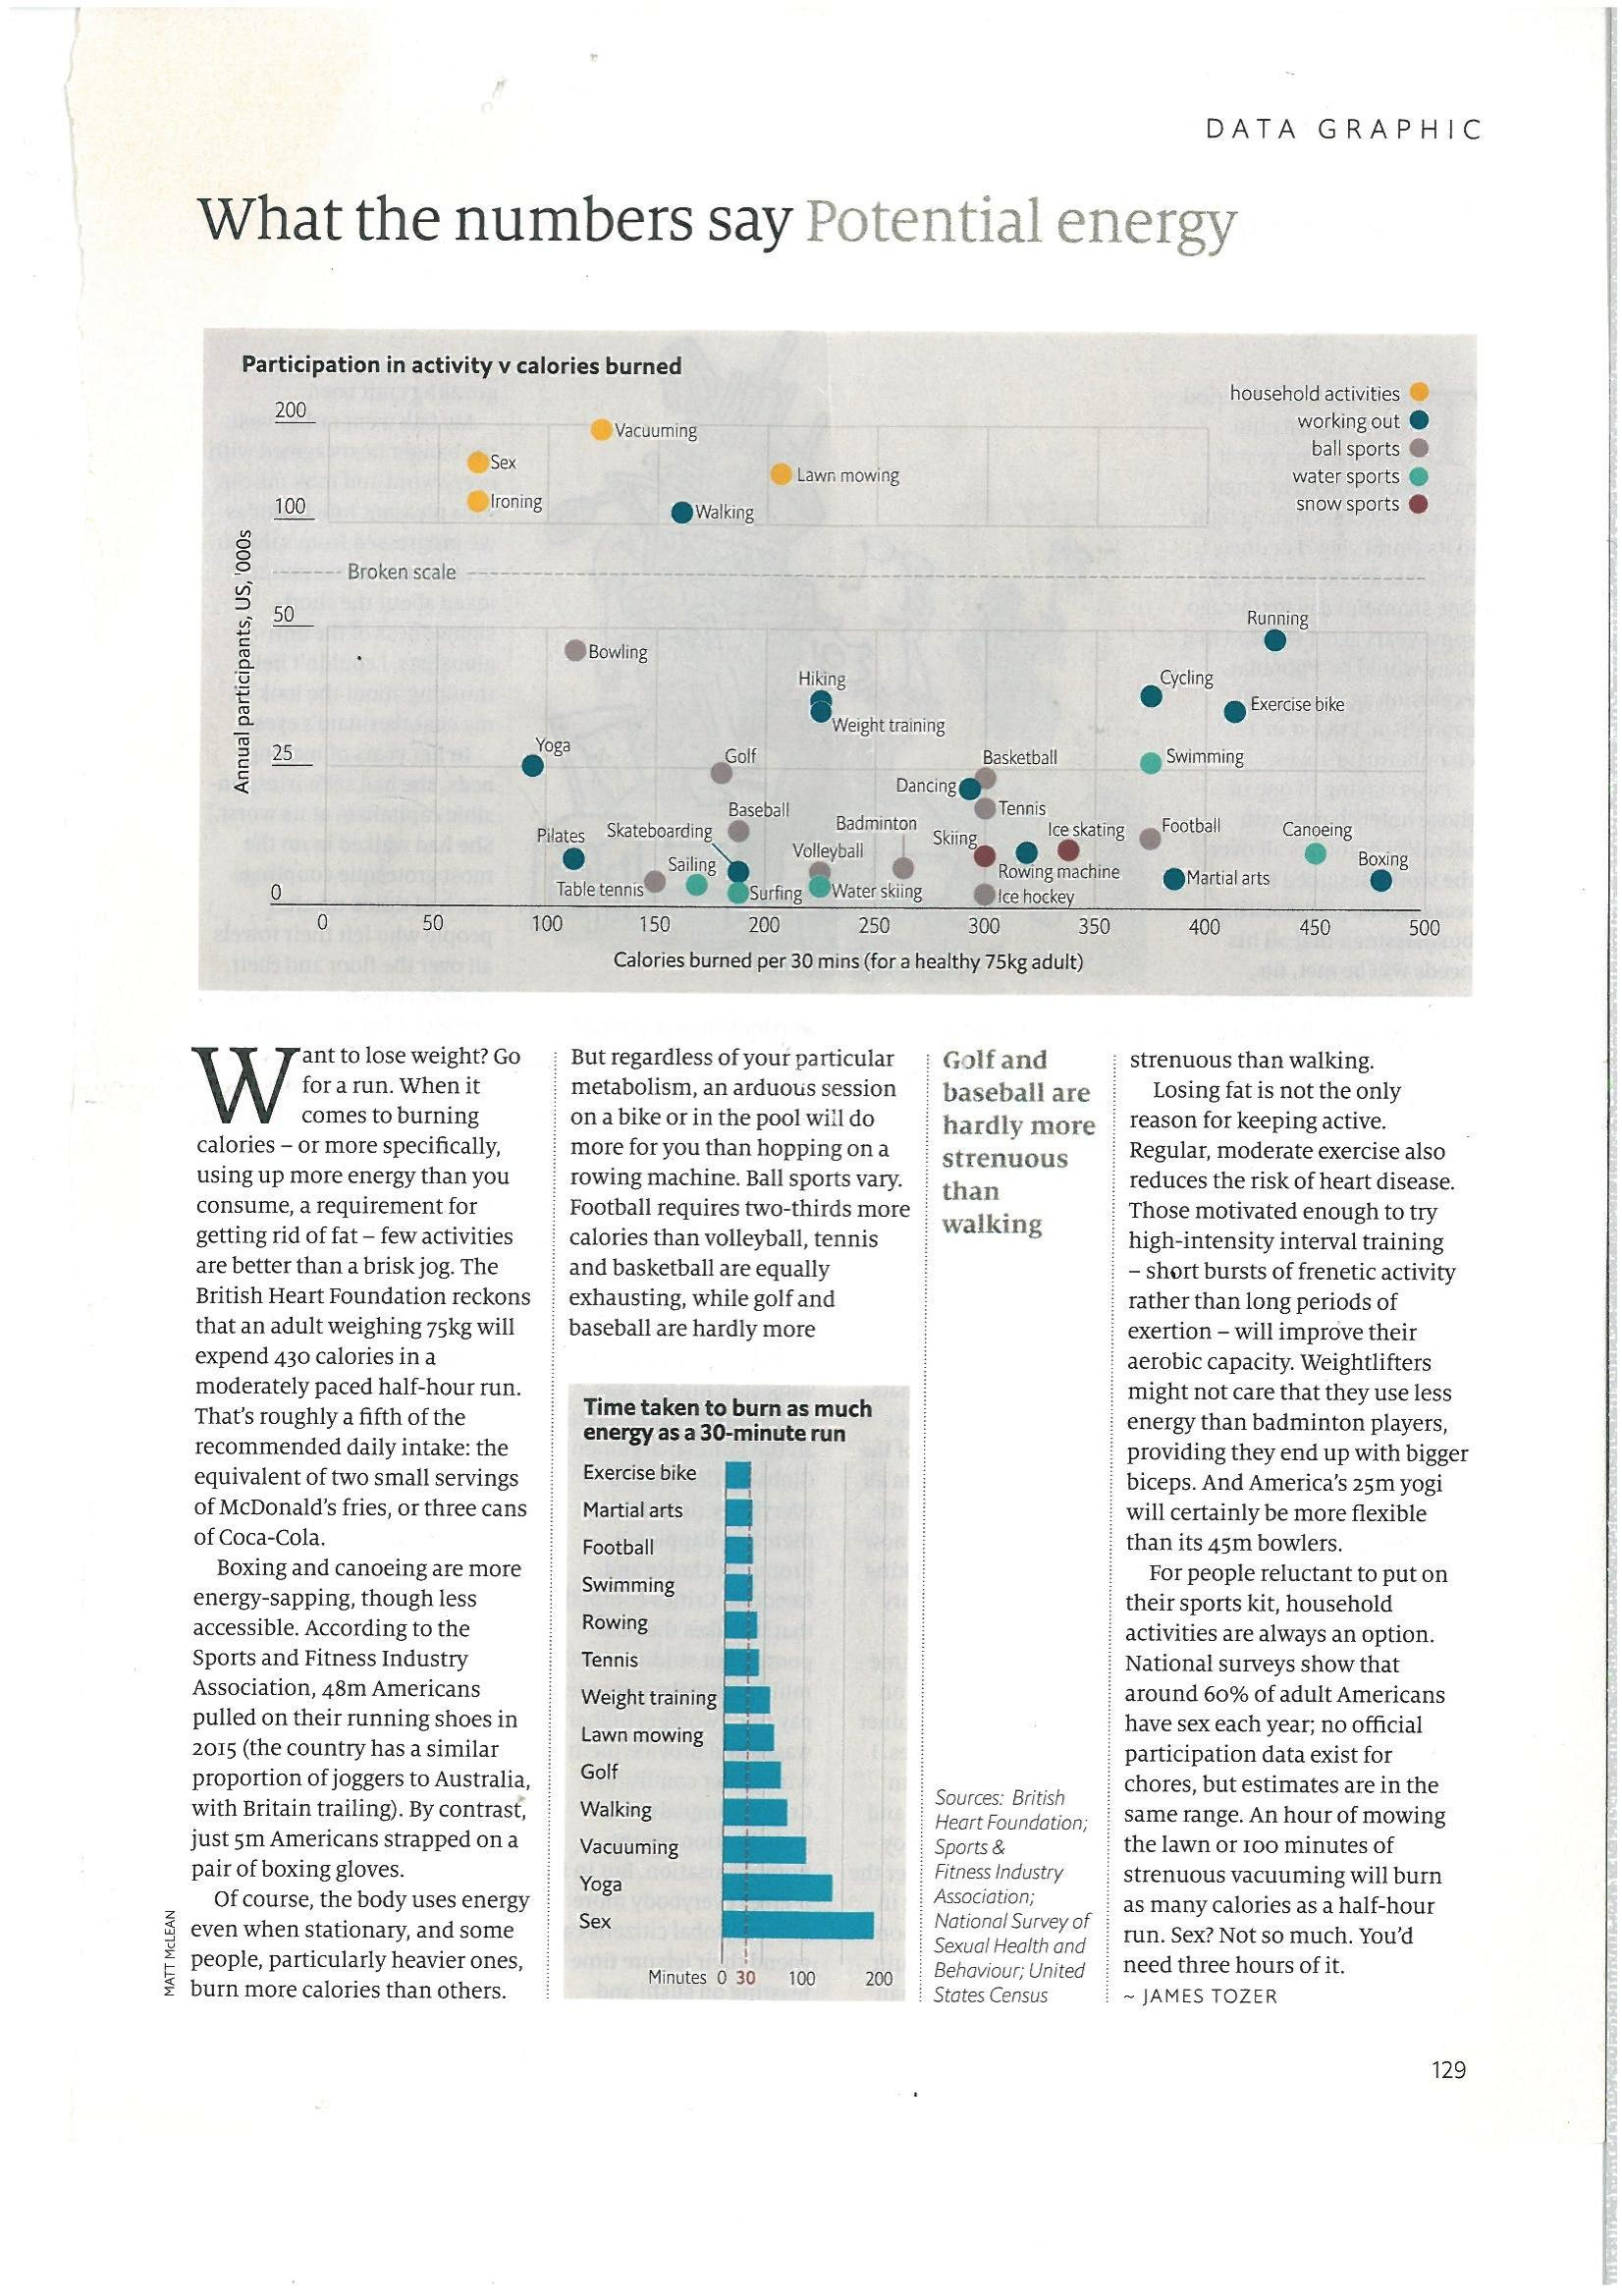 DATA GRAPHIC
What the numbers say Potential energy
Participation in activity v calories burned
household activities
working out
ball sports
water sports
snow sports
200
Vacuuming
Sex
Lawn mowing
Ironing
100
Walking
Broken scale
Annual participants, US, '000s
50
Running
Bowling
Hiking
Cycling
Exercise bike
Weight training
Yoga
25
Golf
Basketball
Swimming
Dancing
Tennis
Baseball
Badminton
Football
Pilates
Skateboarding
Skiing
Ice skating
Canoeing
Volleyball
Boxing
Sailing
Rowing machine
Martial arts
Table tennis
Surfing
Water skiing
Ice hockey
0
0 50 100 150 200 250 300 350 400 450 500
Calories burned per 30 mins (for a healthy 75kg adult)
Want to lose weight? Go
for a run. When it
comes to burning
calories – or more specifically,
using up more energy than you
consume, a requirement for
getting rid of fat – few activities
are better than a brisk jog. The
British Heart Foundation reckons
that an adult weighing 75kg will
expend 430 calories in a
moderately paced half-hour run.
That's roughly a fifth of the
recommended daily intake: the
equivalent of two small servings
of McDonald's fries, or three cans
of Coca-Cola.
Boxing and canoeing are more
energy-sapping, though less
accessible. According to the
Sports and Fitness Industry
Association, 48m Americans
pulled on their running shoes in
2015 (the country has a similar
proportion of joggers to Australia,
with Britain trailing). By contrast,
just 5m Americans strapped on a
pair of boxing gloves.
Of course, the body uses energy
even when stationary, and some
people, particularly heavier ones,
burn more calories than others.
MATT McLEAN
But regardless of your particular
metabolism, an arduous session
on a bike or in the pool will do
more for you than hopping on a
rowing machine. Ball sports vary.
Football requires two-thirds more
calories than volleyball, tennis
and basketball are equally
exhausting, while golf and
baseball are hardly more
Time taken to burn as much
energy as a 30-minute run
Exercise bike
Martial arts
Football
Swimming
Rowing
Tennis
Weight training
Lawn mowing
Golf
Walking
Vacuuming
Yoga
Sex
Minutes 0 30 100 200
Golf and
baseball are
hardly more
strenuous
than
walking
Sources: British
Heart Foundation;
Sports &
Fitness Industry
Association;
National Survey of
Sexual Health and
Behaviour; United
States Census
strenuous than walking.
Losing fat is not the only
reason for keeping active.
Regular, moderate exercise also
reduces the risk of heart disease.
Those motivated enough to try
high-intensity interval training
– short bursts of frenetic activity
rather than long periods of
exertion – will improve their
aerobic capacity. Weightlifters
might not care that they use less
energy than badminton players,
providing they end up with bigger
biceps. And America's 25m yogi
will certainly be more flexible
than its 45m bowlers.
For people reluctant to put on
their sports kit, household
activities are always an option.
National surveys show that
around 60% of adult Americans
have sex each year; no official
participation data exist for
chores, but estimates are in the
same range. An hour of mowing
the lawn or 100 minutes of
strenuous vacuuming will burn
as many calories as a half-hour
run. Sex? Not so much. You'd
need three hours of it.
~ JAMES TOZER
129